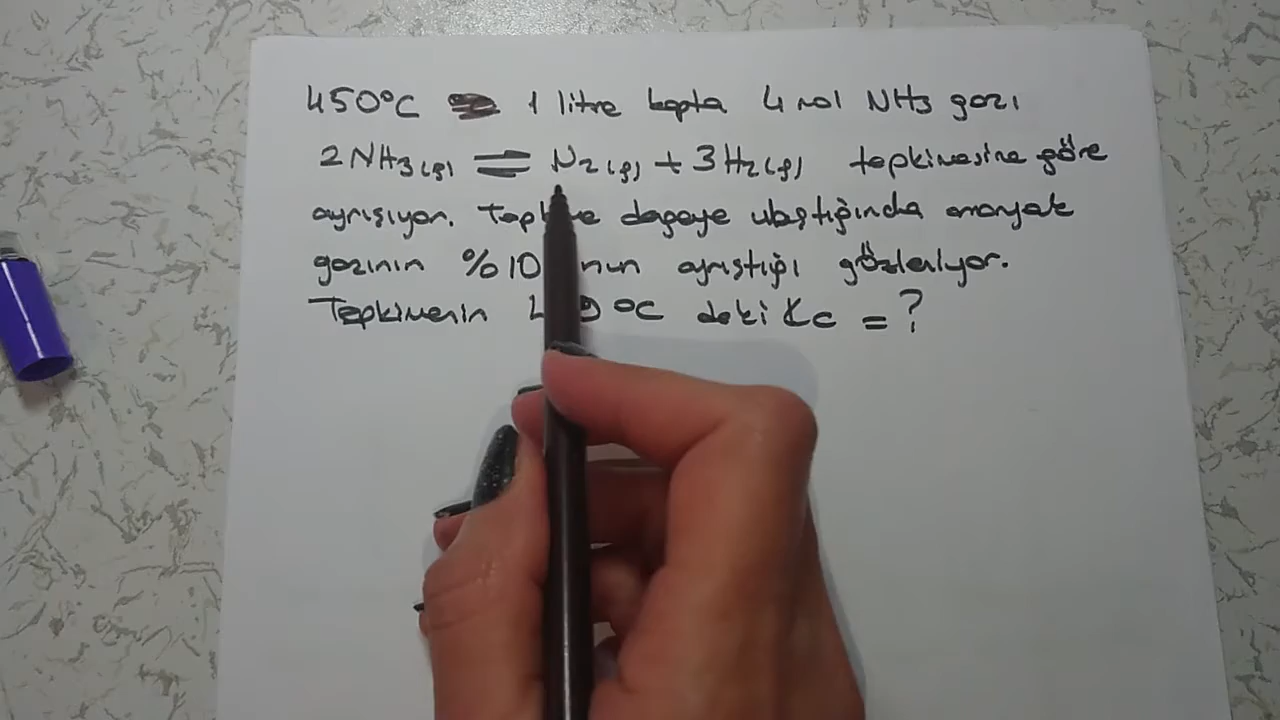 450°C 1 litre kapta 4 mol NH3 gazı
2NH3(g) ⇌ N2(g) + 3H2(g) tepkimesine göre
ayrışıyor. dengeye ulaştığında amonyak
gazının %10 nun ayrıştığı gözleniyor.
Tepkimenin °C deki Kc = ?